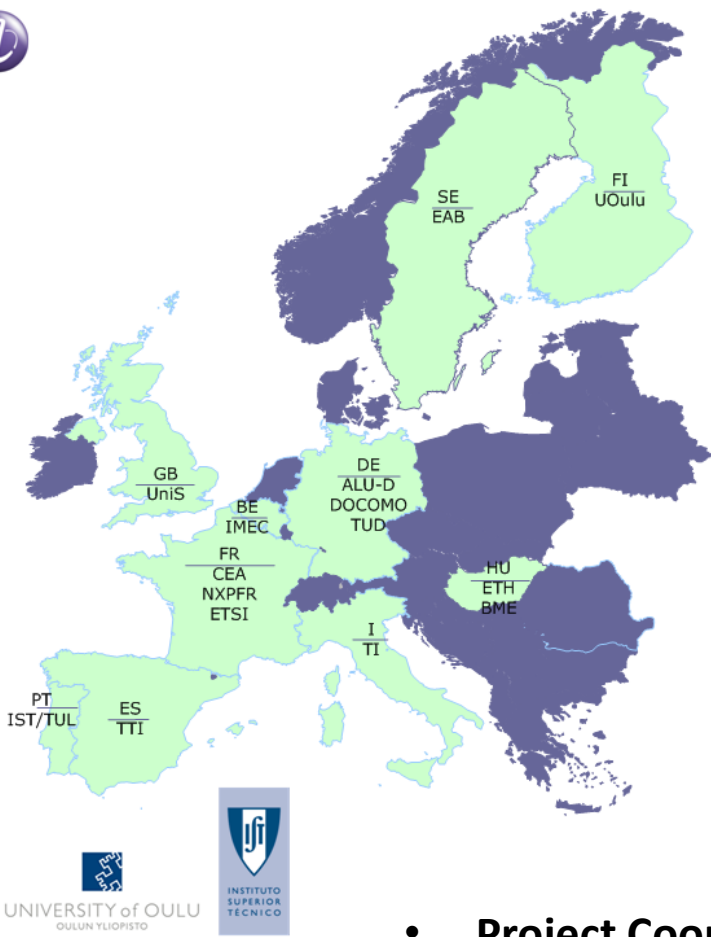 FI
UOulu
SE
EAB
GB
UniS
DE
ALU-D
DOCOMO
TUD
BE
IMEC
FR
CEA
NXPFR
ETSI
HU
ETH
BME
I
TI
PT
IST/TUL
ES
TTI
IST
INSTITUTO
SUPERIOR
TÉCNICO
UNIVERSITY of OULU
OULUN YLIOPISTO
• Project Coor